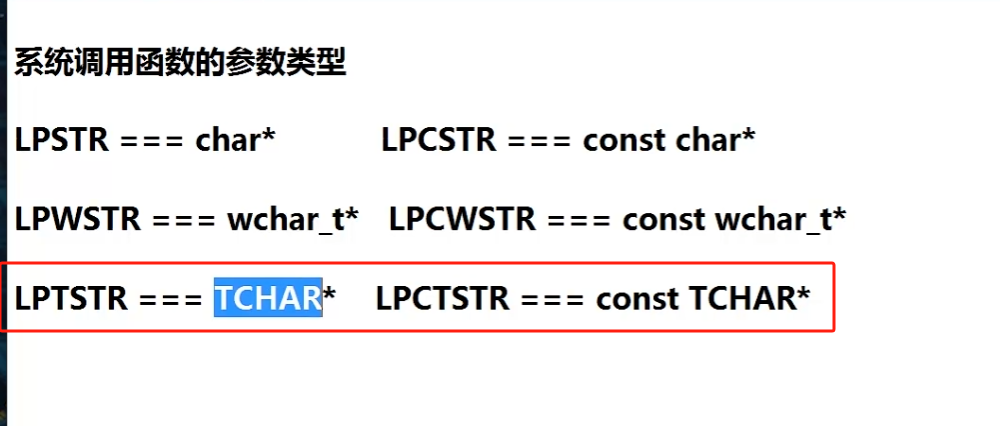 系统调用函数的参数类型
LPSTR === char* LPCSTR === const char*
LPWSTR === wchar_t* LPCWSTR === const wchar_t*
LPTSTR === TCHAR* LPCTSTR === const TCHAR*